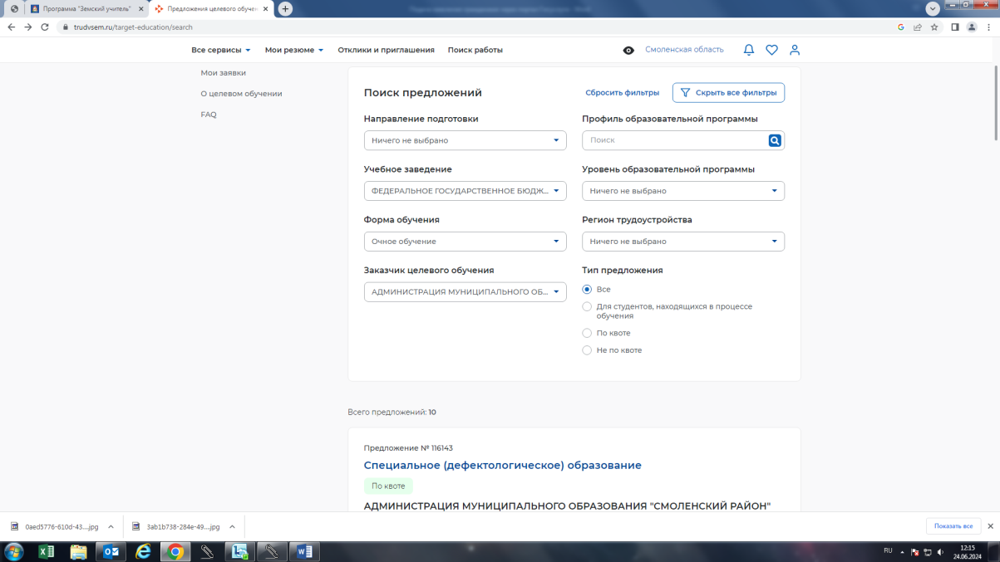 Программа "Земский учитель"
Предложения целевого обучен
trudvsem.ru/target-education/search
Все сервисы Мои резюме Отклики и приглашения Поиск работы Смоленская область
Мои заявки
О целевом обучении
FAQ
Поиск предложений Сбросить фильтры Скрыть все фильтры
Направление подготовки Профиль образовательной программы
Ничего не выбрано Поиск
Учебное заведение Уровень образовательной программы
ФЕДЕРАЛЬНОЕ ГОСУДАРСТВЕННОЕ БЮДЖ... Ничего не выбрано
Форма обучения Регион трудоустройства
Очное обучение Ничего не выбрано
Заказчик целевого обучения Тип предложения
АДМИНИСТРАЦИЯ МУНИЦИПАЛЬНОГО ОБ... Все
Для студентов, находящихся в процессе
обучения
По квоте
Не по квоте
Всего предложений: 10
Предложение № 116143
Специальное (дефектологическое) образование
По квоте
АДМИНИСТРАЦИЯ МУНИЦИПАЛЬНОГО ОБРАЗОВАНИЯ "СМОЛЕНСКИЙ РАЙОН"
0aed5776-610d-43....jpg 3ab1b738-284e-49....jpg Показать все
RU 12:15
24.06.2024